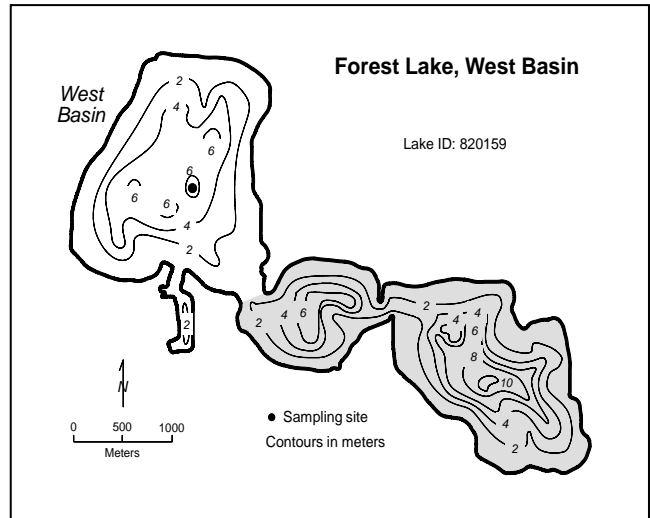 Forest Lake, West Basin
West
Basin
Lake ID: 820159
2
4
6
6
6
6
4
2
2
2
4
6
2
4
4
6
8
10
4
2
N
0 500 1000
Meters
Sampling site
Contours in meters